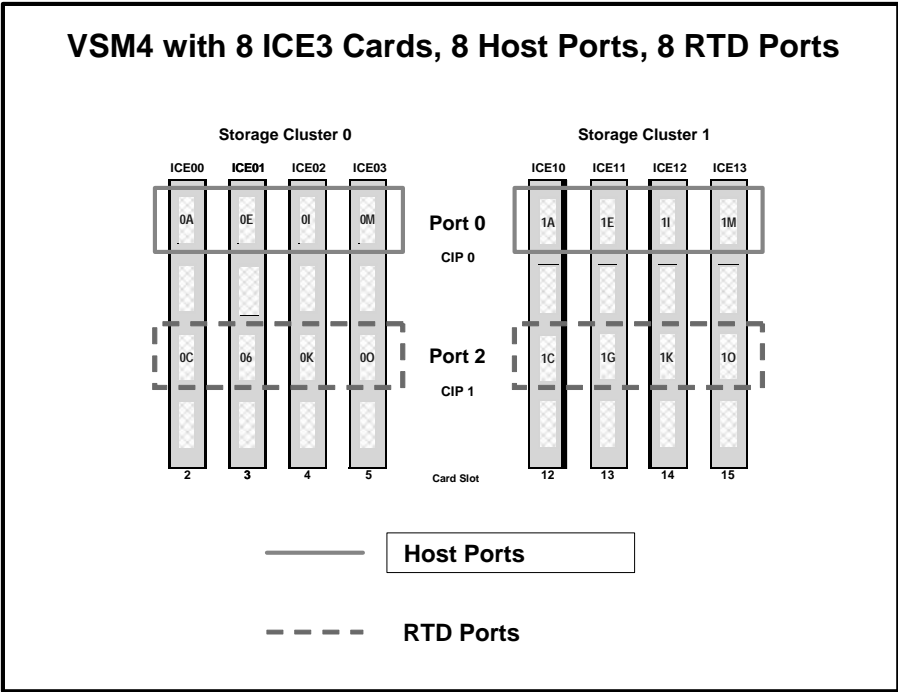 VSM4 with 8 ICE3 Cards, 8 Host Ports, 8 RTD Ports
Storage Cluster 0 Storage Cluster 1
ICE00 ICE01 ICE02 ICE03 ICE10 ICE11 ICE12 ICE13
0A 0E 0I 0M Port 0 1A 1E 1I 1M
CIP 0
0C 06 0K 0O Port 2 1C 1G 1K 1O
CIP 1
2 3 4 5 Card Slot 12 13 14 15
Host Ports
RTD Ports